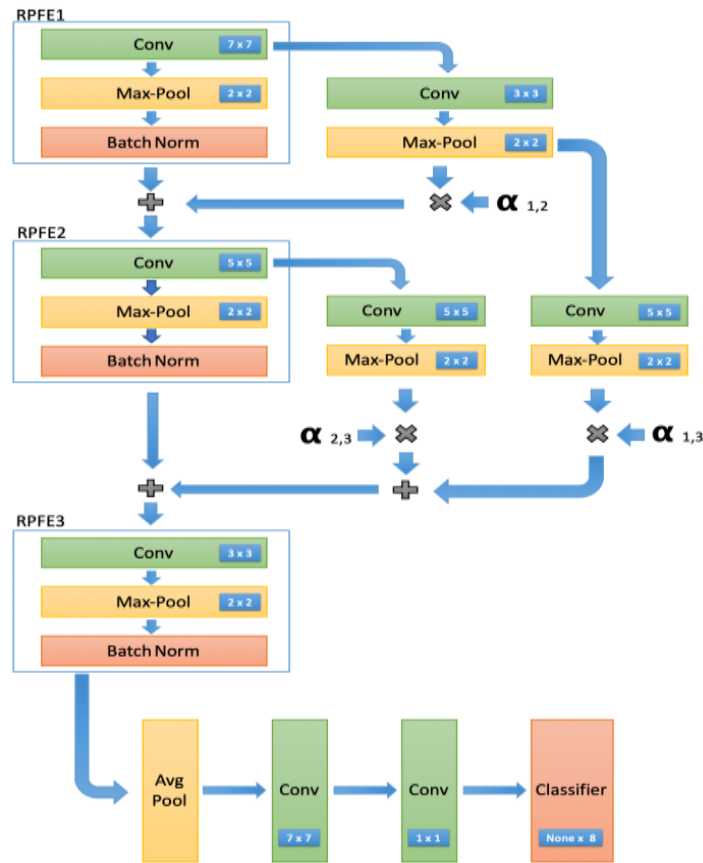 RPFE1
Conv 7 x 7
Max-Pool 2 x 2
Batch Norm
Conv 3 x 3
Max-Pool 2 x 2
α 1,2
RPFE2
Conv 5 x 5
Max-Pool 2 x 2
Batch Norm
Conv 5 x 5
Max-Pool 2 x 2
Conv 5 x 5
Max-Pool 2 x 2
α 2,3
α 1,3
RPFE3
Conv 3 x 3
Max-Pool 2 x 2
Batch Norm
Avg
Pool
Conv
7 x 7
Conv
1 x 1
Classifier
None x 8